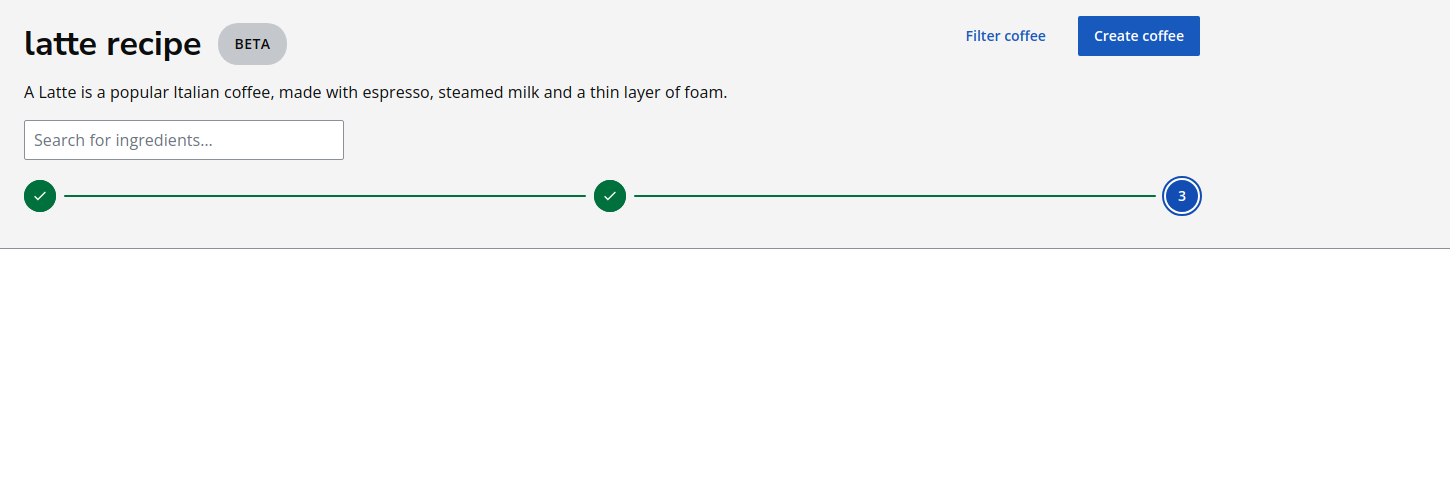 latte recipe
BETA
Filter coffee
Create coffee
A Latte is a popular Italian coffee, made with espresso, steamed milk and a thin layer of foam.
Search for ingredients...
3